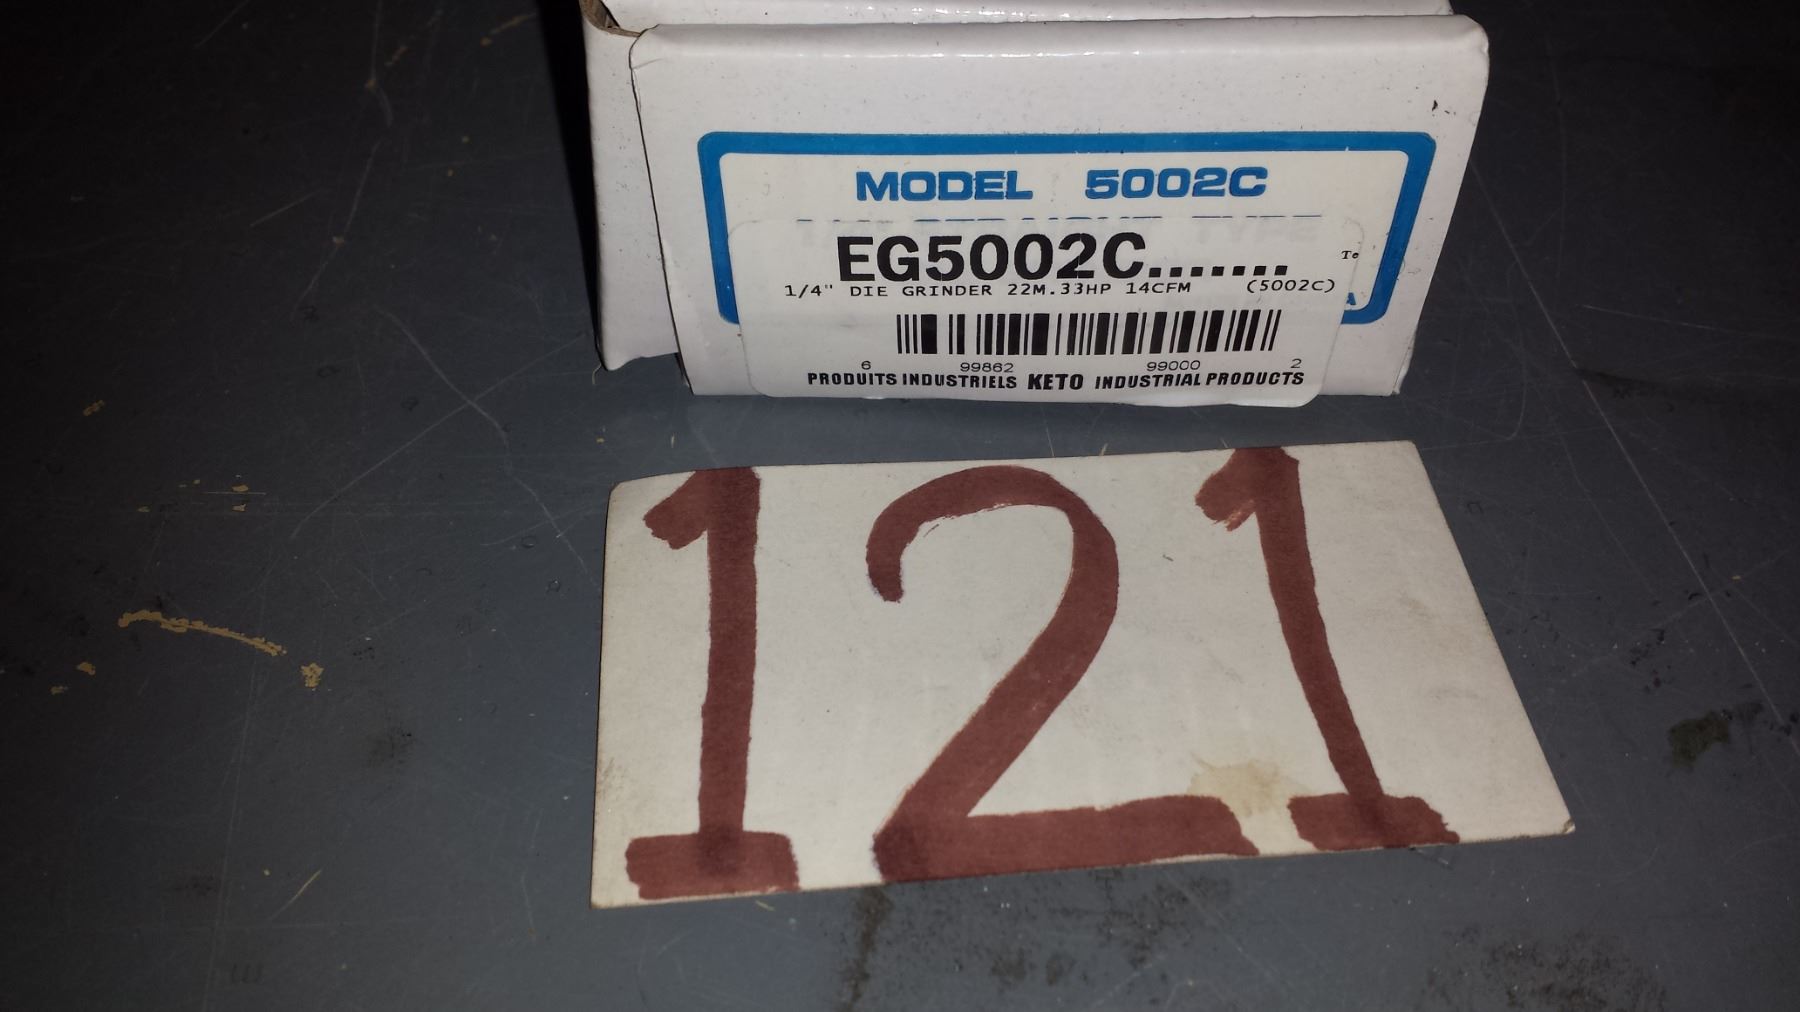 MODEL 5002C
EG5002C.......
1/4" DIE GRINDER 22M.33HP 14CFM (5002C)
6 99862 99000 2
PRODUITS INDUSTRIELS KETO INDUSTRIAL PRODUCTS
121